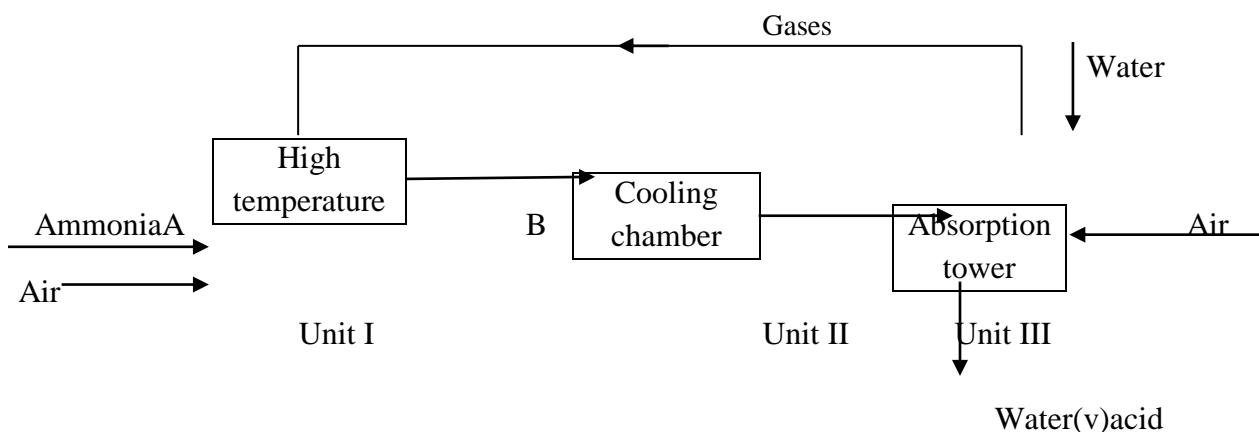 Gases
Water
High
temperature
Cooling
chamber
AmmoniaA
B
Absorption
tower
Air
Air
Unit I
Unit II
Unit III
Water(v)acid